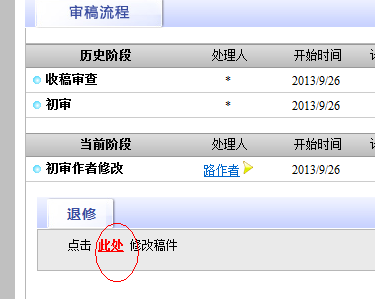 审稿流程
历史阶段 处理人 开始时间
收稿审查 * 2013/9/26
初审 * 2013/9/26
当前阶段 处理人 开始时间
初审作者修改 路作者 2013/9/26
退修
点击 此处 修改稿件